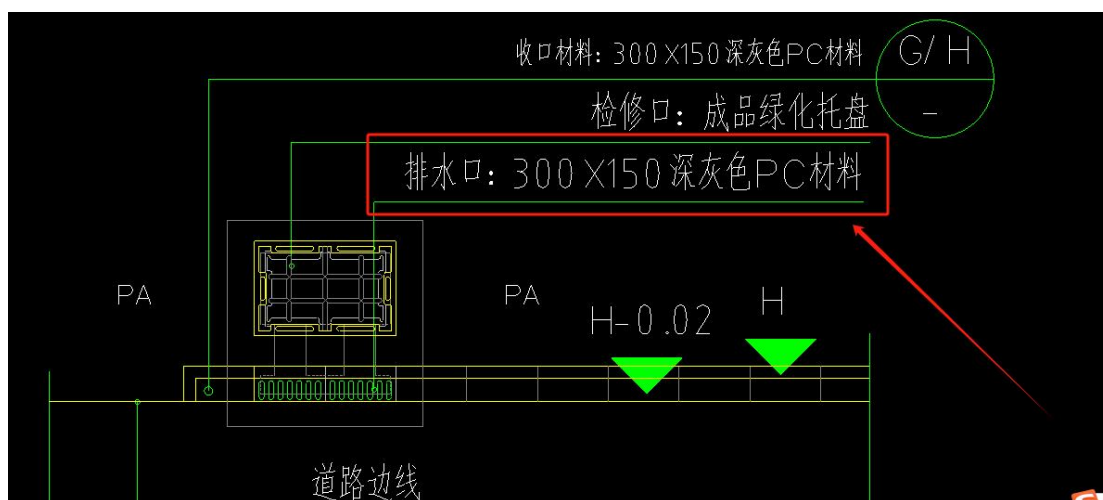 收口材料：300X150深灰色PC材料
G/ H
检修口：成品绿化托盘
-
排水口：300X150深灰色PC材料
PA
PA
H-0.02
H
道路边线